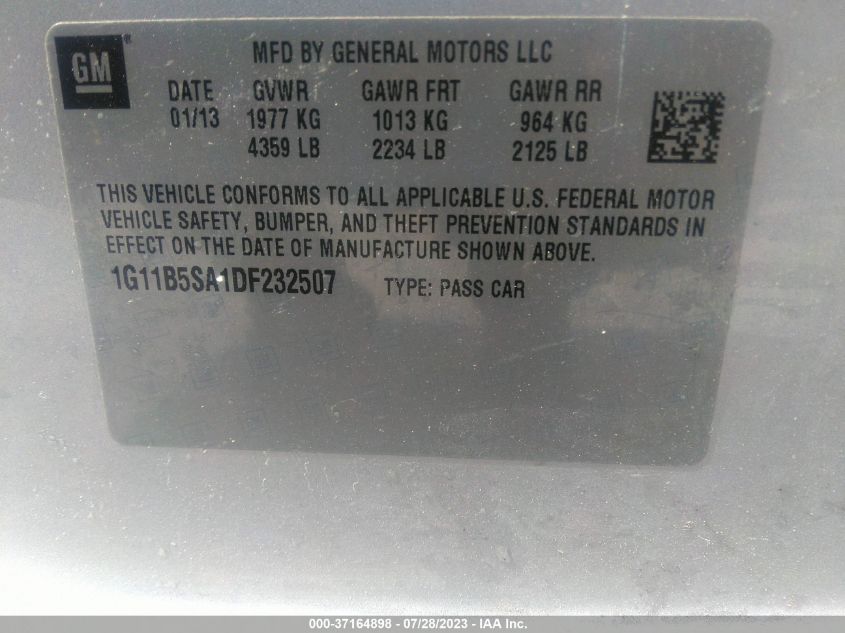 GM®
MFD BY GENERAL MOTORS LLC
DATE GVWR GAWR FRT GAWR RR
01/13 1977 KG 1013 KG 964 KG
4359 LB 2234 LB 2125 LB
THIS VEHICLE CONFORMS TO ALL APPLICABLE U.S. FEDERAL MOTOR
VEHICLE SAFETY, BUMPER, AND THEFT PREVENTION STANDARDS IN
EFFECT ON THE DATE OF MANUFACTURE SHOWN ABOVE.
1G11B5SA1DF232507 TYPE: PASS CAR
000-37164898 - 07/28/2023 - IAA Inc.